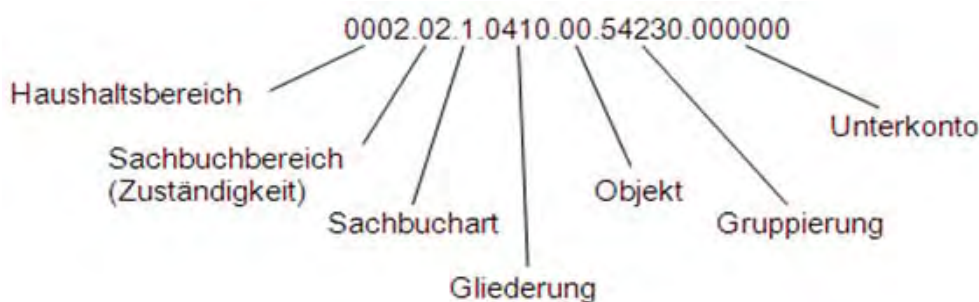 0002.02.1.0410.00.54230.000000
Haushaltsbereich
Unterkonto
Sachbuchbereich
(Zuständigkeit)
Objekt
Sachbuchart
Gruppierung
Gliederung